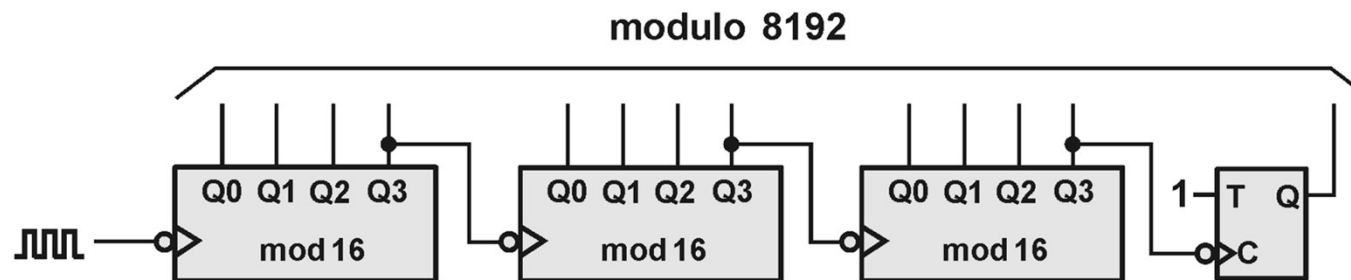 modulo 8192
Q0 Q1 Q2 Q3 Q0 Q1 Q2 Q3 Q0 Q1 Q2 Q3 1 T Q
mod 16 mod 16 mod 16 C